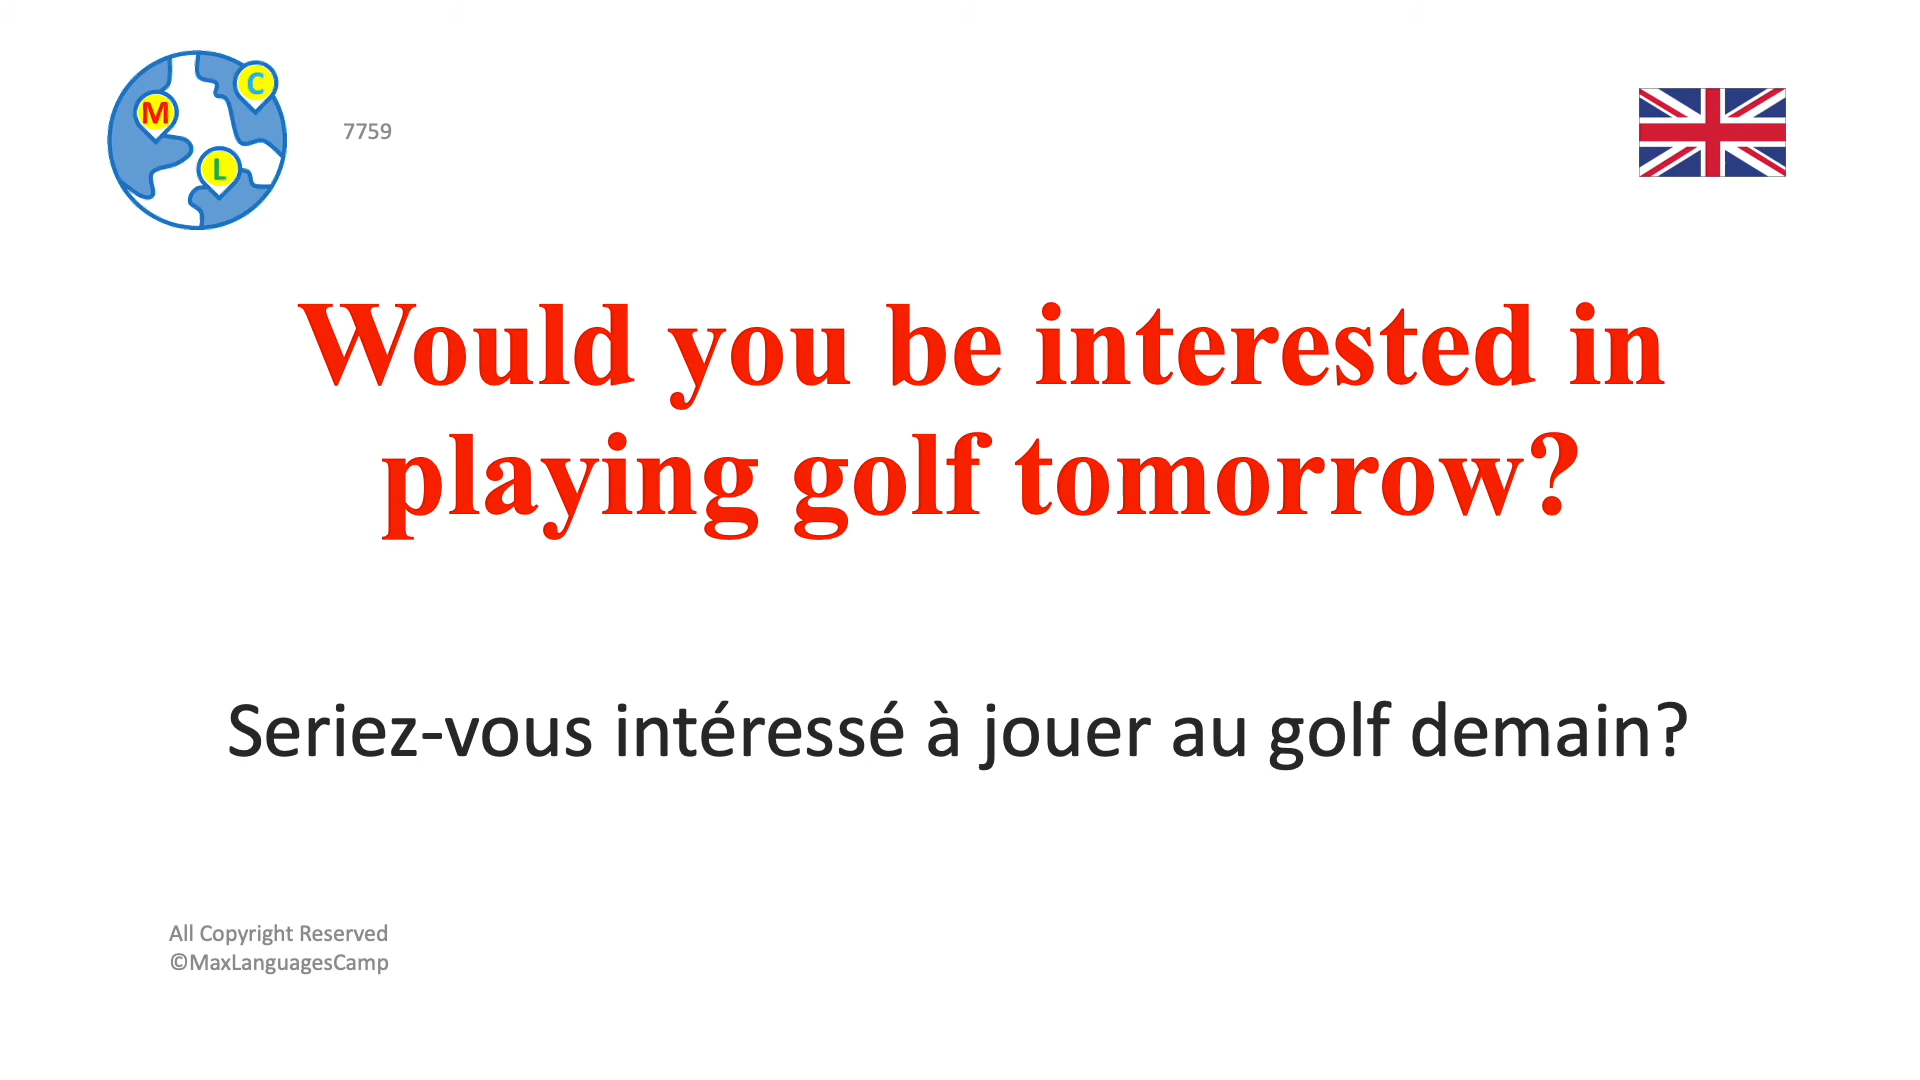 M
C
L
7759
Would you be interested in
playing golf tomorrow?
Seriez-vous intéressé à jouer au golf demain?
All Copyright Reserved
©MaxLanguagesCamp